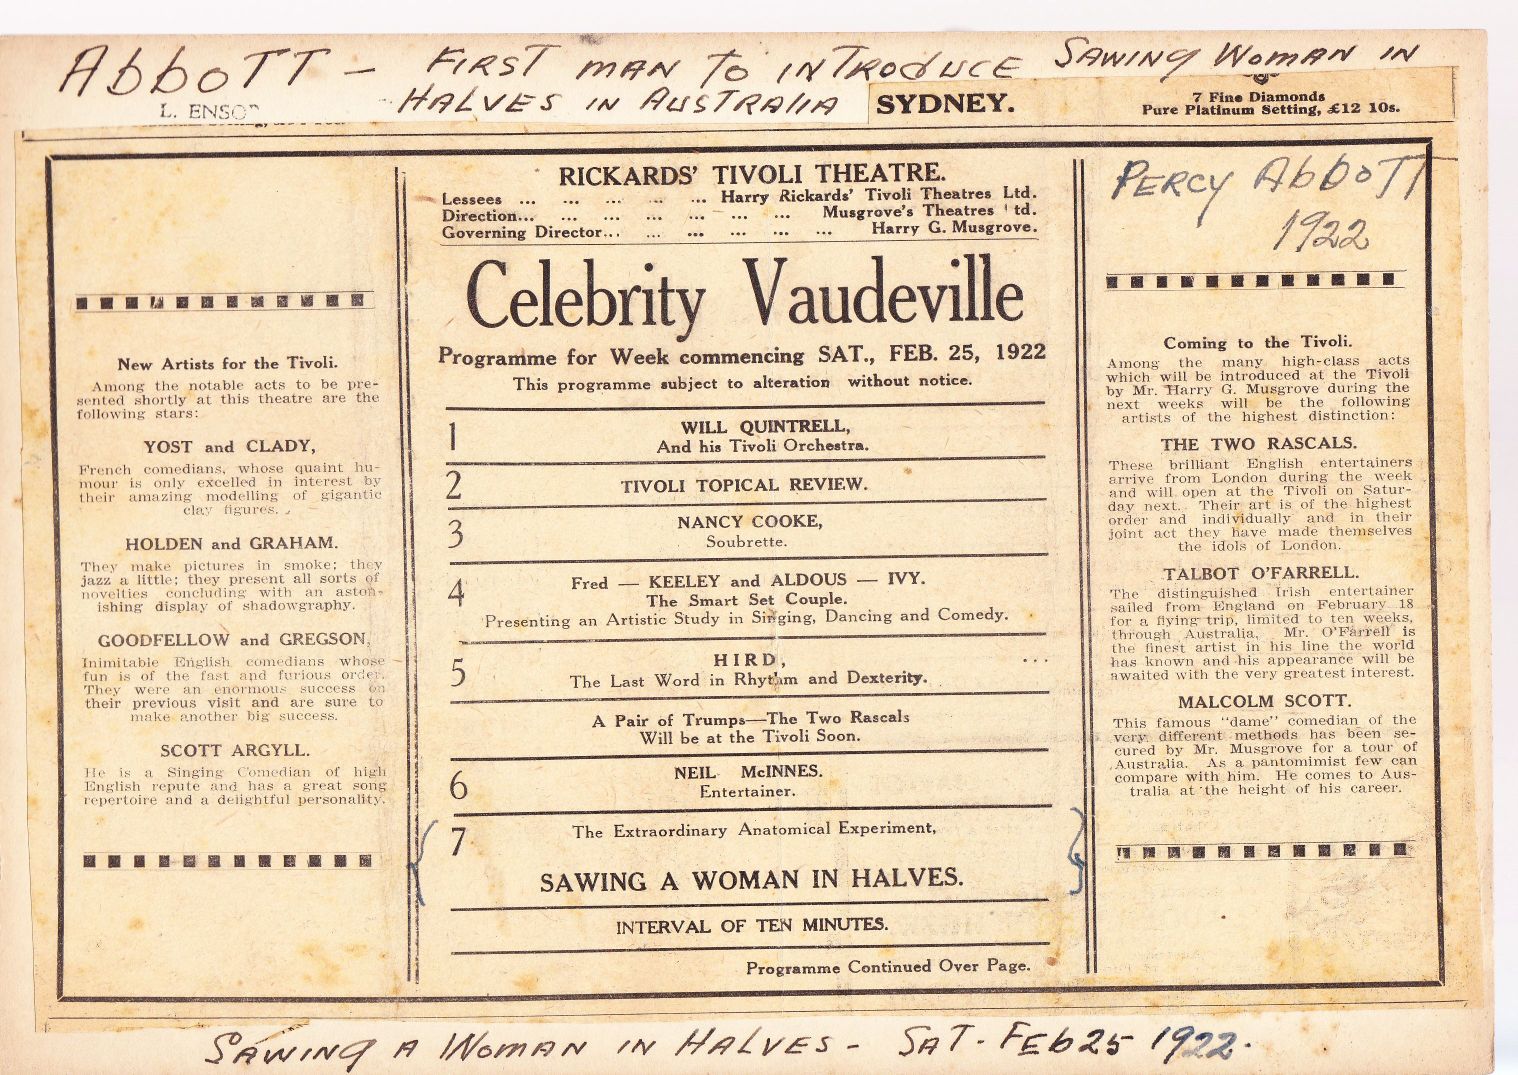 AbboTT - FIRST MAN TO INTRODUCE SAWING WOMAN IN
HALVES IN AUSTRALIA
L. ENSO
SYDNEY.
7 Fine Diamonds
Pure Platinum Setting, £12 10s.
New Artists for the Tivoli.
Among the notable acts to be pre-
sented shortly at this theatre are the
following stars:
YOST and CLADY,
French comedians, whose quaint hu-
mour is only excelled in interest by
their amazing modelling of gigantic
clay figures.
HOLDEN and GRAHAM.
They make pictures in smoke; they
jazz a little; they present all sorts of
novelties concluding with an aston-
ishing display of shadowgraphy.
GOODFELLOW and GREGSON,
Inimitable English comedians whose
fun is of the fast and furious order.
They were an enormous success on
their previous visit and are sure to
make another big success.
SCOTT ARGYLL.
He is a Singing Comedian of high
English repute and has a great song
repertoire and a delightful personality.
RICKARDS' TIVOLI THEATRE.
Lessees ... ... ... ... ... Harry Rickards' Tivoli Theatres Ltd.
Direction... ... ... ... ... ... ... Musgrove's Theatres td.
Governing Director... ... ... ... ... ... Harry G. Musgrove.
Celebrity Vaudeville
Programme for Week commencing SAT., FEB. 25, 1922
This programme subject to alteration without notice.
1 WILL QUINTRELL,
And his Tivoli Orchestra.
2 TIVOLI TOPICAL REVIEW.
3 NANCY COOKE,
Soubrette.
4 Fred — KEELEY and ALDOUS — IVY.
The Smart Set Couple.
Presenting an Artistic Study in Singing, Dancing and Comedy.
5 HIRD, ...
The Last Word in Rhythm and Dexterity.
A Pair of Trumps—The Two Rascals
Will be at the Tivoli Soon.
6 NEIL McINNES.
Entertainer.
7 The Extraordinary Anatomical Experiment,
SAWING A WOMAN IN HALVES.
INTERVAL OF TEN MINUTES.
Programme Continued Over Page.
PERCY AbboTT
1922
Coming to the Tivoli.
Among the many high-class acts
which will be introduced at the Tivoli
by Mr. Harry G. Musgrove during the
next weeks will be the following
artists of the highest distinction:
THE TWO RASCALS.
These brilliant English entertainers
arrive from London during the week
and will open at the Tivoli on Satur-
day next. Their art is of the highest
order and individually and in their
joint act they have made themselves
the idols of London.
TALBOT O'FARRELL.
The distinguished Irish entertainer
sailed from England on February 18
for a flying trip, limited to ten weeks,
through Australia, Mr. O'Farrell is
the finest artist in his line the world
has known and his appearance will be
awaited with the very greatest interest.
MALCOLM SCOTT.
This famous "dame" comedian of the
very different methods has been se-
cured by Mr. Musgrove for a tour of
Australia. As a pantomimist few can
compare with him. He comes to Aus-
tralia at the height of his career.
SAWING A WOMAN IN HALVES - SAT. FEb 25 1922.